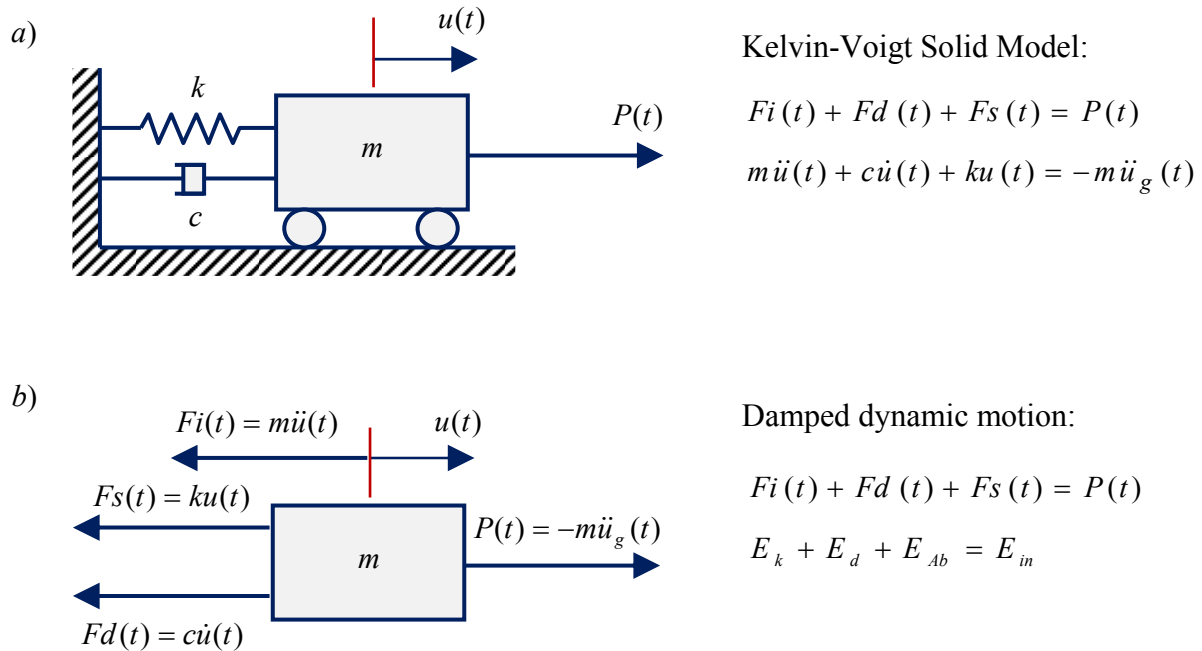 a)
u(t)
k
P(t)
m
c
Kelvin-Voigt Solid Model:
Fi(t) + Fd(t) + Fs(t) = P(t)
mü(t) + cu̇(t) + ku(t) = −mü_g(t)
b)
Fi(t) = mü(t)
u(t)
Fs(t) = ku(t)
P(t) = −mü_g(t)
m
Fd(t) = cu̇(t)
Damped dynamic motion:
Fi(t) + Fd(t) + Fs(t) = P(t)
E_k + E_d + E_Ab = E_in